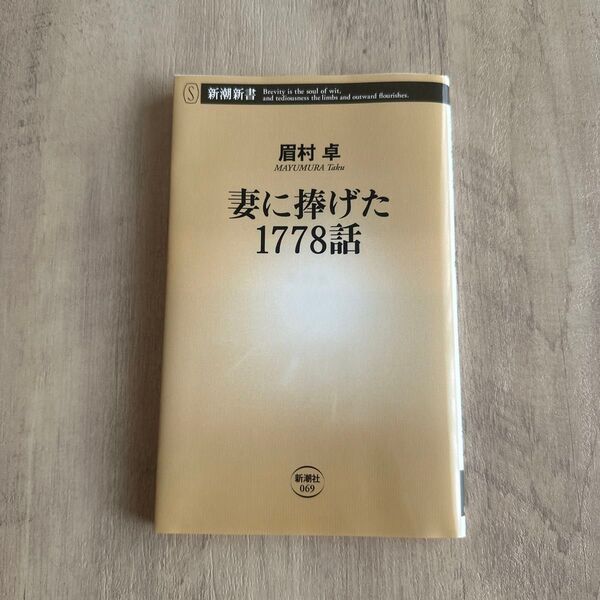 S 新潮新書
Brevity is the soul of wit,
and tediousness the limbs and outward flourishes.
眉村 卓
MAYUMURA Taku
妻に捧げた
1778話
新潮社
069